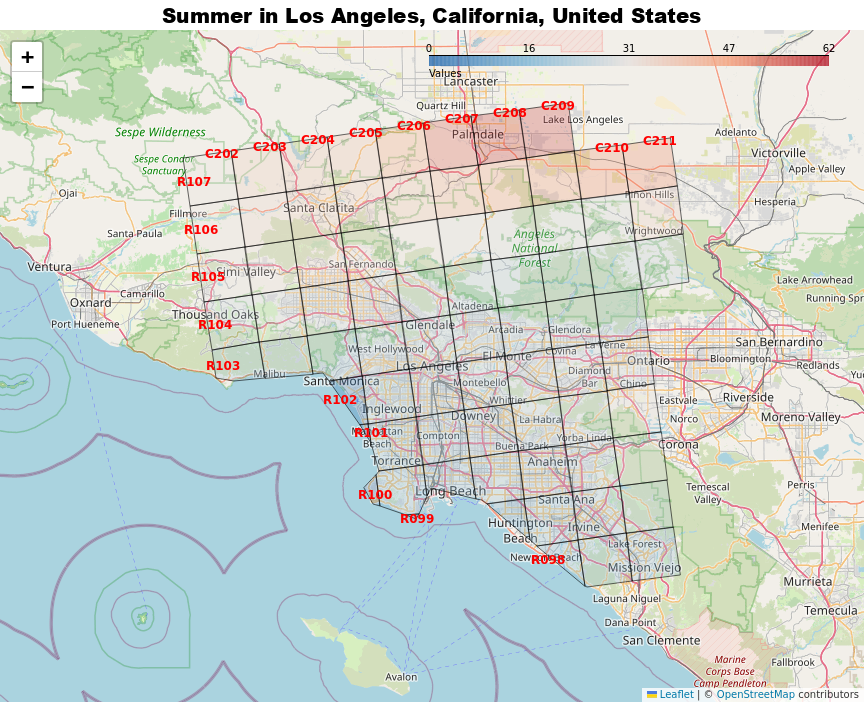 Summer in Los Angeles, California, United States
+
−
0 16 31 47 62
Values
Lancaster
Quartz Hill
C209
C208
C207
Lake Los Angeles
C206
C205
Palmdale
C204
C203
C202
C210
C211
Adelanto
Victorville
Apple Valley
Sespe Wilderness
Sespe Condor
Sanctuary
R107
Ojai
Fillmore
Santa Clarita
Pinon Hills
Hesperia
R106
Santa Paula
Angeles
National
Forest
Wrightwood
Ventura
R105
Simi Valley
San Fernando
Lake Arrowhead
Camarillo
Oxnard
Running Spr
Port Hueneme
Thousand Oaks
R104
Altadena
Glendale
Arcadia
Glendora
West Hollywood
La Verne
San Bernardino
El Monte
Covina
Ontario
Bloomington
R103
Malibu
Los Angeles
Redlands
Yu
Santa Monica
Montebello
Diamond
Bar
Chino
R102
Inglewood
Whittier
Eastvale
Riverside
Downey
La Habra
Norco
Moreno Valley
R101
Manhattan
Beach
Compton
Buena Park
Yorba Linda
Corona
Torrance
Anaheim
R100
Long Beach
Santa Ana
Temescal
Valley
Perris
R099
Huntington
Beach
Irvine
Menifee
Lake Forest
R098
Newport Beach
Mission Viejo
Murrieta
Laguna Niguel
Temecula
Dana Point
San Clemente
Marine
Corps Base
Camp Pendleton
Fallbrook
Avalon
Leaflet | © OpenStreetMap contributors